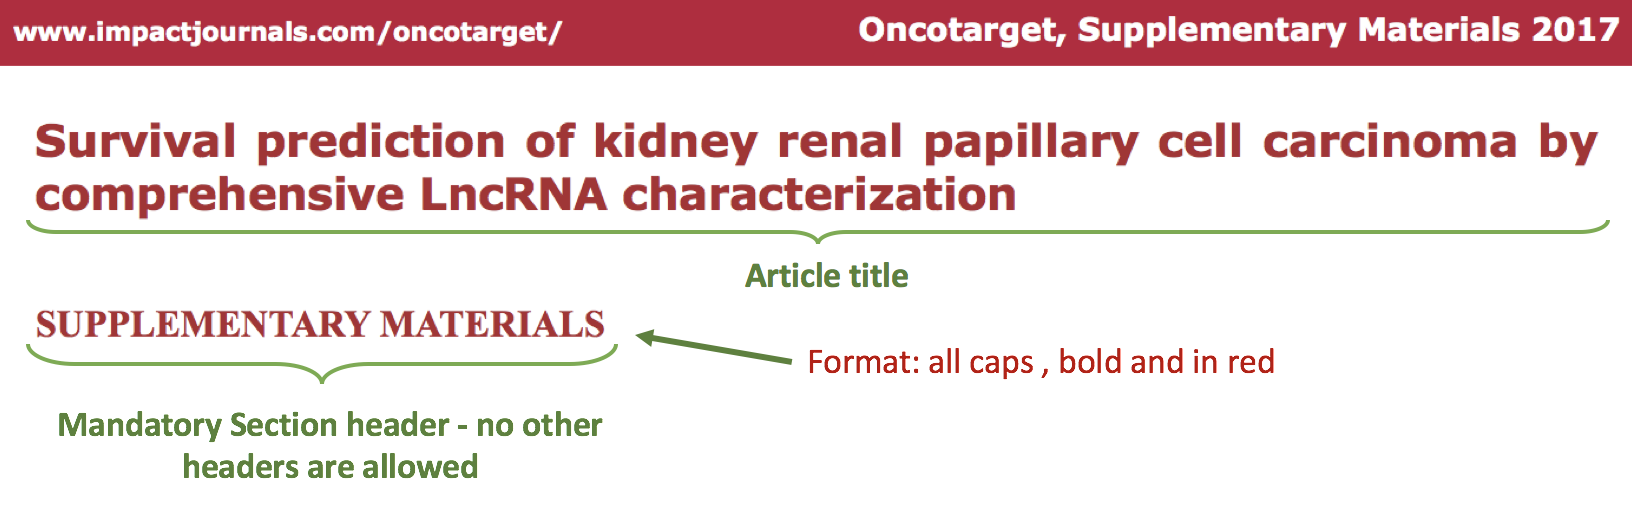 www.impactjournals.com/oncotarget/
Oncotarget, Supplementary Materials 2017
Survival prediction of kidney renal papillary cell carcinoma by
comprehensive LncRNA characterization
Article title
SUPPLEMENTARY MATERIALS
Format: all caps , bold and in red
Mandatory Section header - no other
headers are allowed